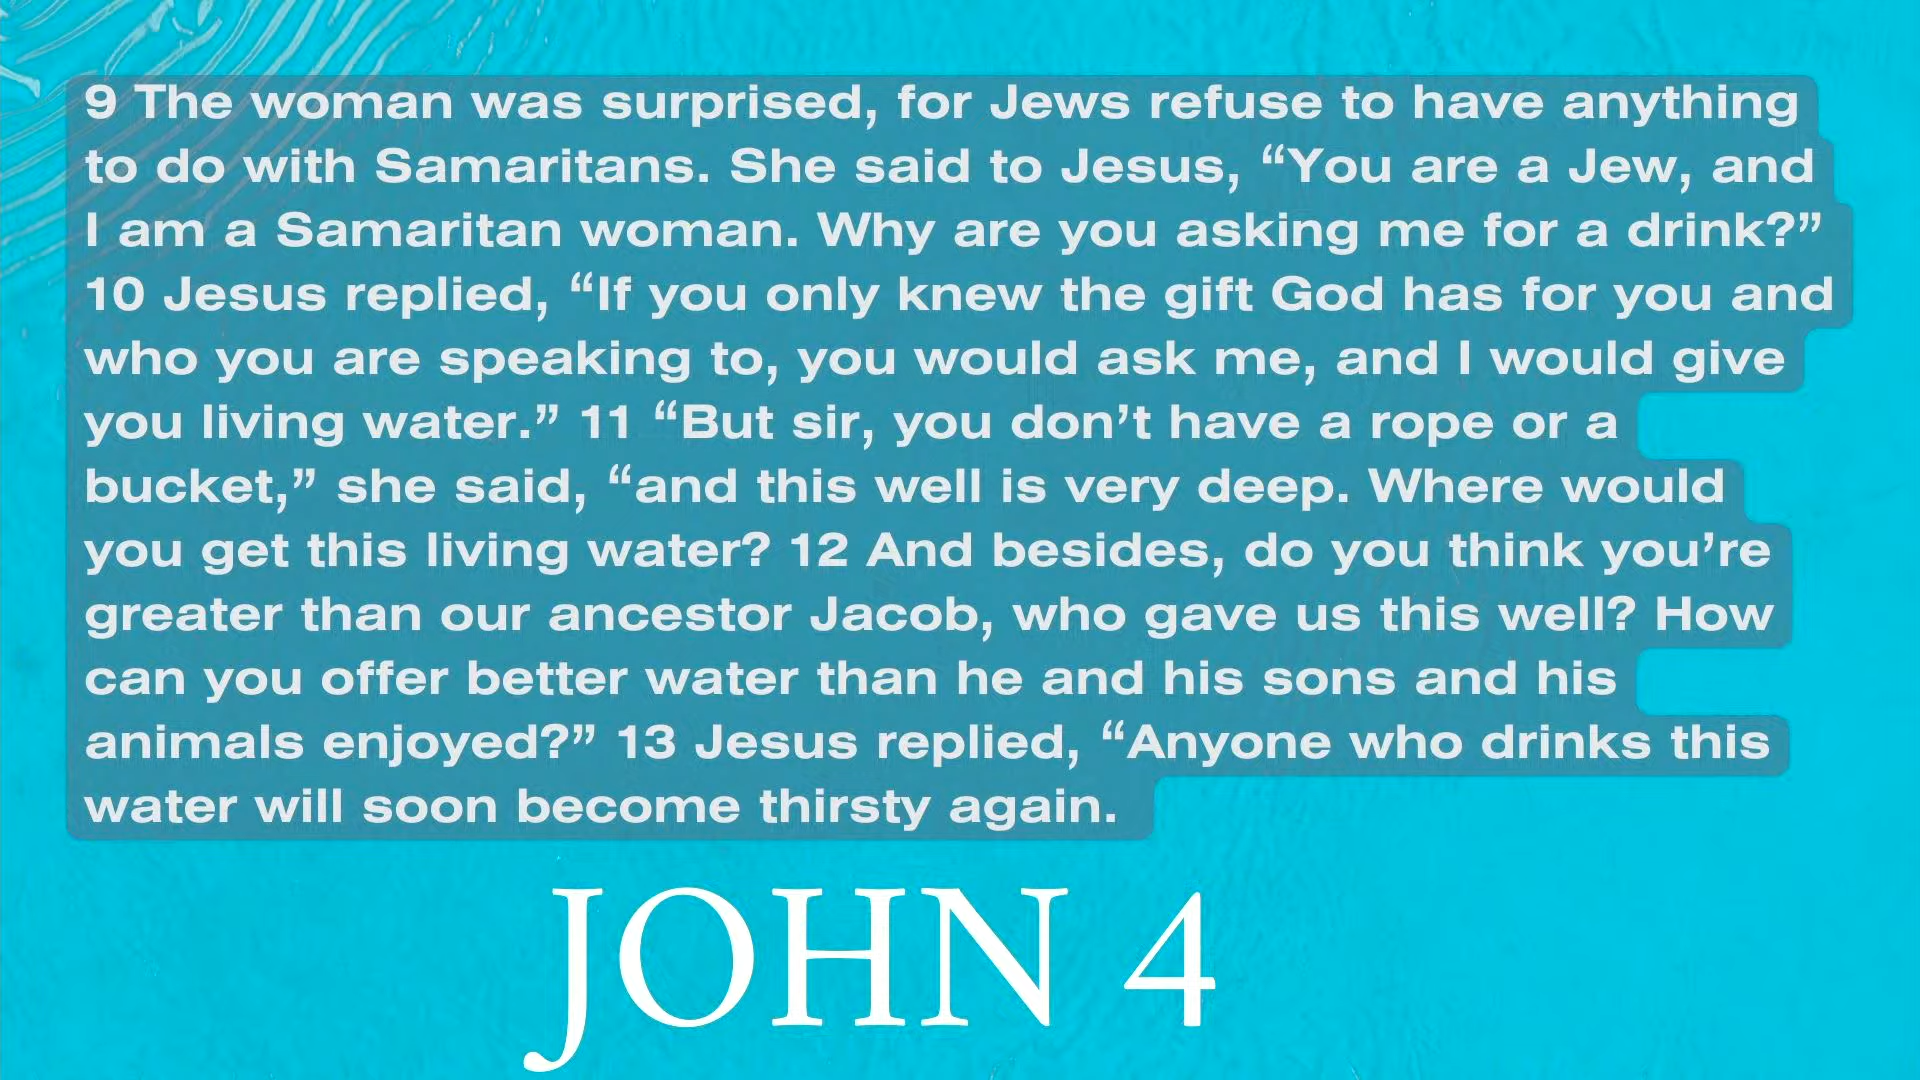 9 The woman was surprised, for Jews refuse to have anything
to do with Samaritans. She said to Jesus, “You are a Jew, and
I am a Samaritan woman. Why are you asking me for a drink?”
10 Jesus replied, “If you only knew the gift God has for you and
who you are speaking to, you would ask me, and I would give
you living water.” 11 “But sir, you don’t have a rope or a
bucket,” she said, “and this well is very deep. Where would
you get this living water? 12 And besides, do you think you’re
greater than our ancestor Jacob, who gave us this well? How
can you offer better water than he and his sons and his
animals enjoyed?” 13 Jesus replied, “Anyone who drinks this
water will soon become thirsty again.
JOHN 4